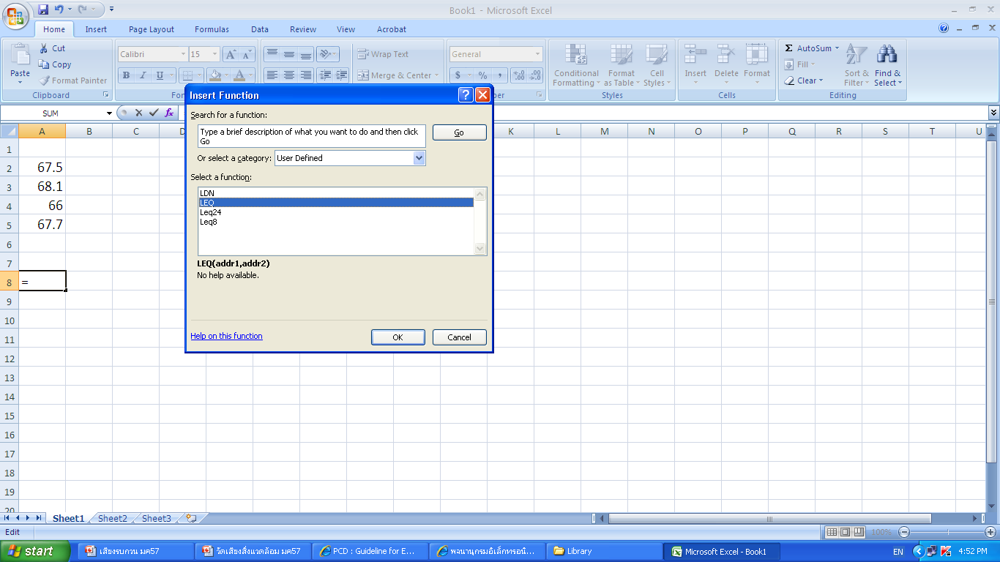 Book1 - Microsoft Excel
Home Insert Page Layout Formulas Data Review View Acrobat
Paste
Cut
Copy
Format Painter
Clipboard
Calibri 15
B I U
A A
Wrap Text
Merge & Center
General
$ % ,
Conditional Formatting
Format as Table
Cell Styles
Styles
Insert Delete Format
Cells
Σ AutoSum
Fill
Clear
Sort & Filter
Find & Select
Editing
SUM
fx
A B C D K L M N O P Q R S T U
1
2 67.5
3 68.1
4 66
5 67.7
6
7
8 =
9
10
11
12
13
14
15
16
17
18
19
20
Insert Function
Search for a function:
Type a brief description of what you want to do and then click
Go
Go
Or select a category: User Defined
Select a function:
LDN
LEQ
Leq24
Leq8
LEQ(addr1,addr2)
No help available.
Help on this function
OK Cancel
Sheet1 Sheet2 Sheet3
Edit
100%
start
เสียงรบกวน มค57
วัดเสียงสิ่งแวดล้อม มค57
PCD : Guideline for E...
พจนานุกรมอิเล็กทรอนิ...
Library
Microsoft Excel - Book1
EN
4:52 PM